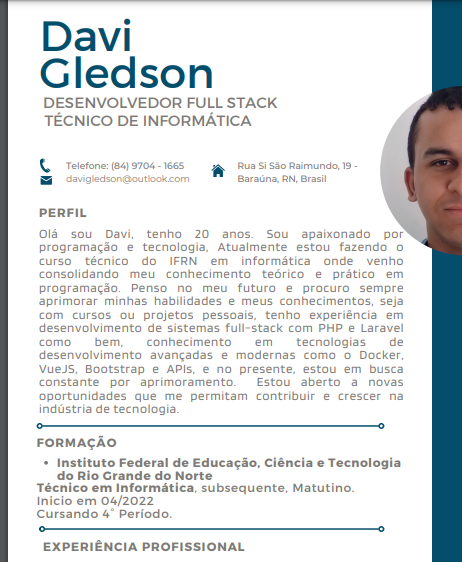 Davi
Gledson
DESENVOLVEDOR FULL STACK
TÉCNICO DE INFORMÁTICA
Telefone: (84) 9704 - 1665
davigledson@outlook.com
Rua Si São Raimundo, 19 -
Baraúna, RN, Brasil
PERFIL
Olá sou Davi, tenho 20 anos. Sou apaixonado por
programação e tecnologia, Atualmente estou fazendo o
curso técnico do IFRN em informática onde venho
consolidando meu conhecimento teórico e prático em
programação. Penso no meu futuro e procuro sempre
aprimorar minhas habilidades e meus conhecimentos, seja
com cursos ou projetos pessoais, tenho experiência em
desenvolvimento de sistemas full-stack com PHP e Laravel
como bem, conhecimento em tecnologias de
desenvolvimento avançadas e modernas como o Docker,
VueJS, Bootstrap e APIs, e no presente, estou em busca
constante por aprimoramento. Estou aberto a novas
oportunidades que me permitam contribuir e crescer na
indústria de tecnologia.
FORMAÇÃO
• Instituto Federal de Educação, Ciência e Tecnologia
do Rio Grande do Norte
Técnico em Informática, subsequente, Matutino.
Inicio em 04/2022
Cursando 4° Período.
EXPERIÊNCIA PROFISSIONAL